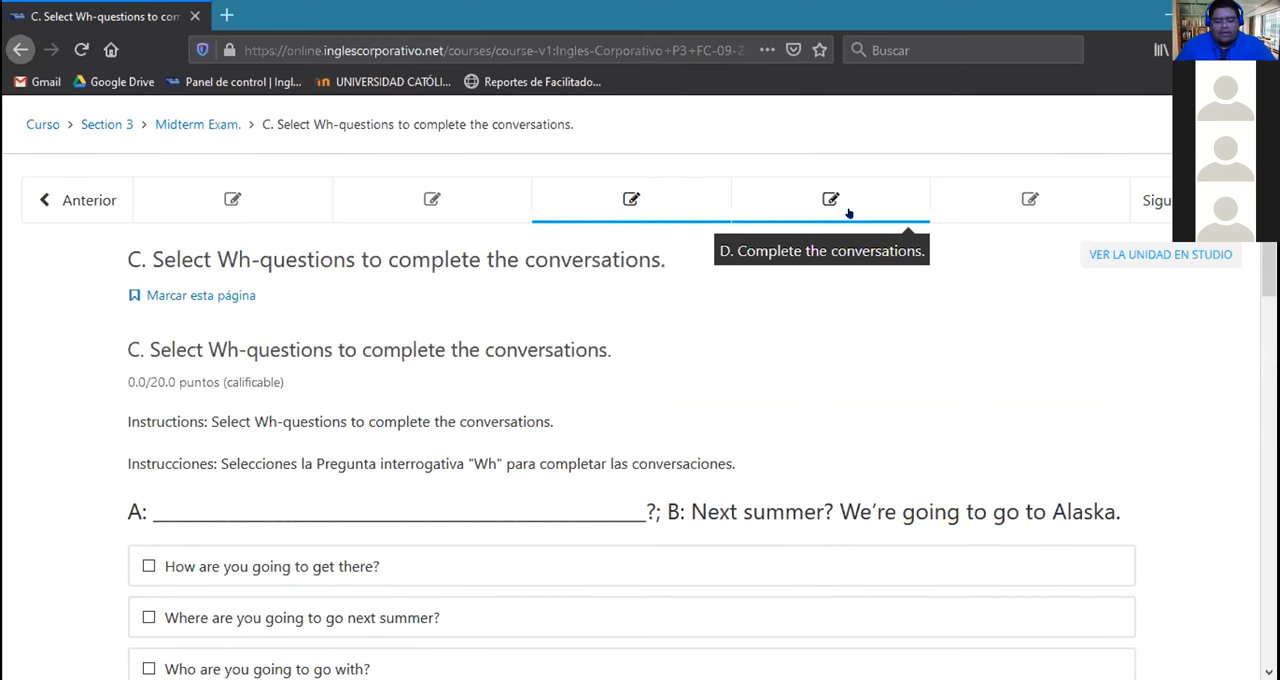 C. Select Wh-questions to com
https://online.inglescorporativo.net/courses/course-v1:Ingles-Corporativo+P3+FC-09-2
Buscar
Gmail
Google Drive
Panel de control | Ingl...
UNIVERSIDAD CATÓLI...
Reportes de Facilitado...
Curso > Section 3 > Midterm Exam. > C. Select Wh-questions to complete the conversations.
Anterior
Sigu
D. Complete the conversations.
C. Select Wh-questions to complete the conversations.
VER LA UNIDAD EN STUDIO
Marcar esta página
C. Select Wh-questions to complete the conversations.
0.0/20.0 puntos (calificable)
Instructions: Select Wh-questions to complete the conversations.
Instrucciones: Selecciones la Pregunta interrogativa "Wh" para completar las conversaciones.
A: ______________________________________________?; B: Next summer? We’re going to go to Alaska.
How are you going to get there?
Where are you going to go next summer?
Who are you going to go with?